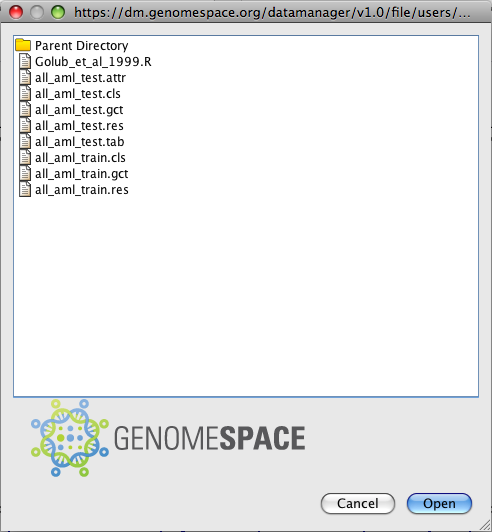 https://dm.genomespace.org/datamanager/v1.0/file/users/...
Parent Directory
Golub_et_al_1999.R
all_aml_test.attr
all_aml_test.cls
all_aml_test.gct
all_aml_test.res
all_aml_test.tab
all_aml_train.cls
all_aml_train.gct
all_aml_train.res
GENOMESPACE
Cancel Open